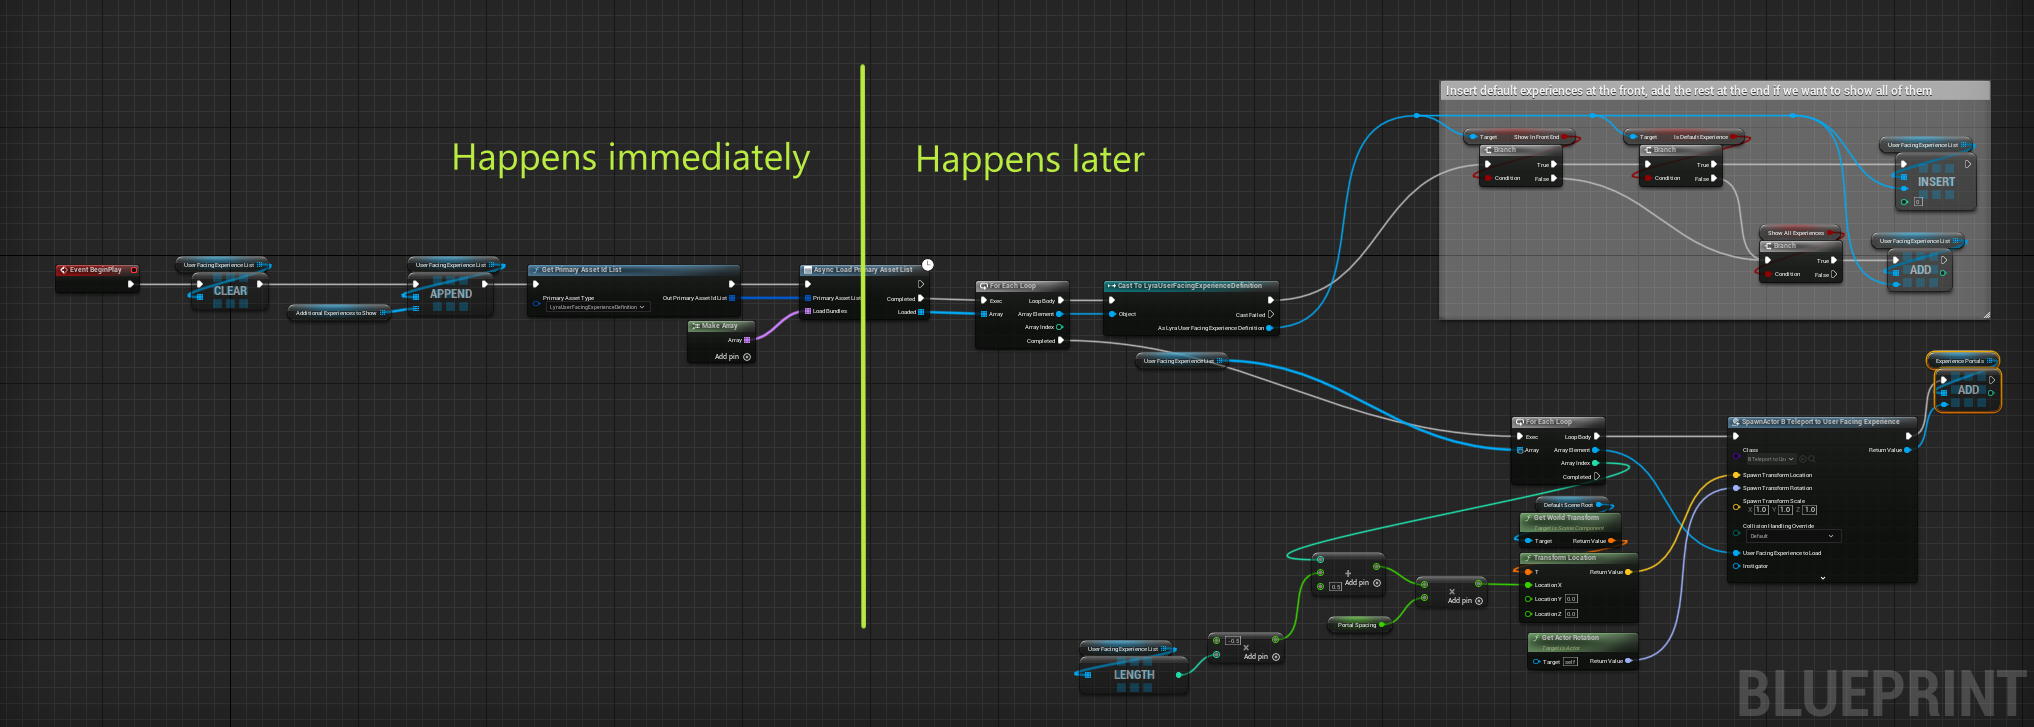 Insert default experiences at the front, add the rest at the end if we want to show all of them
Happens immediately
Happens later
Event BeginPlay
User Facing Experience List
CLEAR
Additional Experiences to Show
User Facing Experience List
APPEND
Get Primary Asset Id List
Primary Asset Type
LyraUserFacingExperienceDefinition
Out Primary Asset Id List
Make Array
Array
Add pin
Async Load Primary Asset List
Primary Asset List
Load Bundles
Completed
Loaded
For Each Loop
Exec
Array
Loop Body
Array Element
Array Index
Completed
Cast To LyraUserFacingExperienceDefinition
Object
Cast Failed
As Lyra User Facing Experience Definition
Target
Show In Front End
Branch
Condition
True
False
Target
Is Default Experience
Branch
Condition
True
False
User Facing Experience List
INSERT
0
Show All Experiences
Branch
Condition
True
False
User Facing Experience List
ADD
User Facing Experience List
Experience Portals
ADD
For Each Loop
Exec
Array
Loop Body
Array Element
Array Index
Completed
SpawnActor B Teleport to User Facing Experience
Class
B Teleport to Usn
Return Value
Spawn Transform Location
Spawn Transform Rotation
Spawn Transform Scale
X 1.0 Y 1.0 Z 1.0
Collision Handling Override
Default
User Facing Experience to Load
Instigator
Default Scene Root
Get World Transform
Target is Scene Component
Target
Return Value
Transform Location
T
Return Value
Location X
Location Y 0.0
Location Z 0.0
Get Actor Rotation
Target is Actor
Target self
Return Value
+
0.5
Add pin
×
Add pin
Portal Spacing
-0.5
×
Add pin
User Facing Experience List
LENGTH
BLUEPRINT